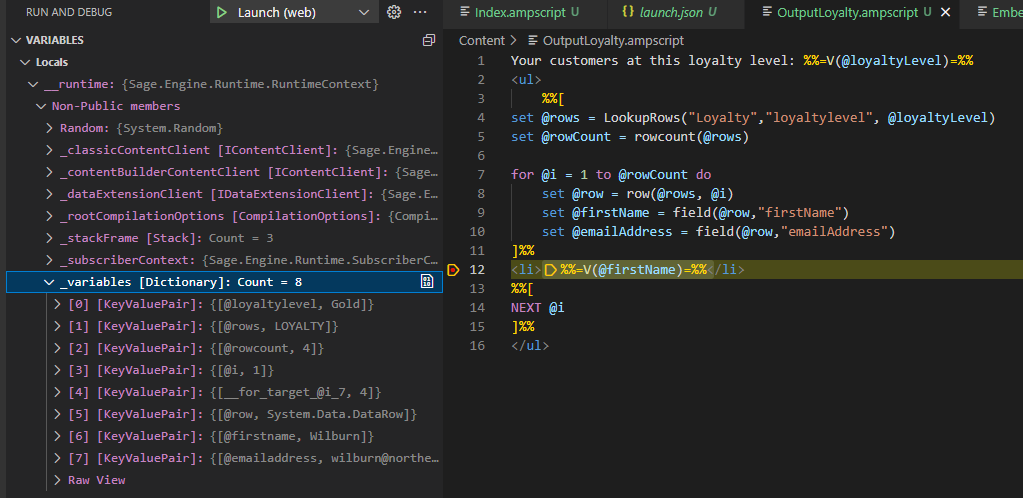 RUN AND DEBUG
Launch (web)
VARIABLES
Locals
__runtime: {Sage.Engine.Runtime.RuntimeContext}
Non-Public members
Random: {System.Random}
_classicContentClient [IContentClient]: {Sage.Engine…
_contentBuilderContentClient [IContentClient]: {Sage…
_dataExtensionClient [IDataExtensionClient]: {Sage.E…
_rootCompilationOptions [CompilationOptions]: {Compi…
_stackFrame [Stack]: Count = 3
_subscriberContext: {Sage.Engine.Runtime.SubscriberC…
_variables [Dictionary]: Count = 8
[0] [KeyValuePair]: {[@loyaltylevel, Gold]}
[1] [KeyValuePair]: {[@rows, LOYALTY]}
[2] [KeyValuePair]: {[@rowcount, 4]}
[3] [KeyValuePair]: {[@i, 1]}
[4] [KeyValuePair]: {[__for_target_@i_7, 4]}
[5] [KeyValuePair]: {[@row, System.Data.DataRow]}
[6] [KeyValuePair]: {[@firstname, Wilburn]}
[7] [KeyValuePair]: {[@emailaddress, wilburn@northe…
Raw View
Index.ampscript U
{} launch.json U
OutputLoyalty.ampscript U
Embe
Content > OutputLoyalty.ampscript
1 Your customers at this loyalty level: %%=V(@loyaltyLevel)=%%
2 <ul>
3 %%[
4 set @rows = LookupRows("Loyalty","loyaltylevel", @loyaltyLevel)
5 set @rowCount = rowcount(@rows)
6
7 for @i = 1 to @rowCount do
8 set @row = row(@rows, @i)
9 set @firstName = field(@row,"firstName")
10 set @emailAddress = field(@row,"emailAddress")
11 ]%%
12 <li>%%=V(@firstName)=%%</li>
13 %%[
14 NEXT @i
15 ]%%
16 </ul>